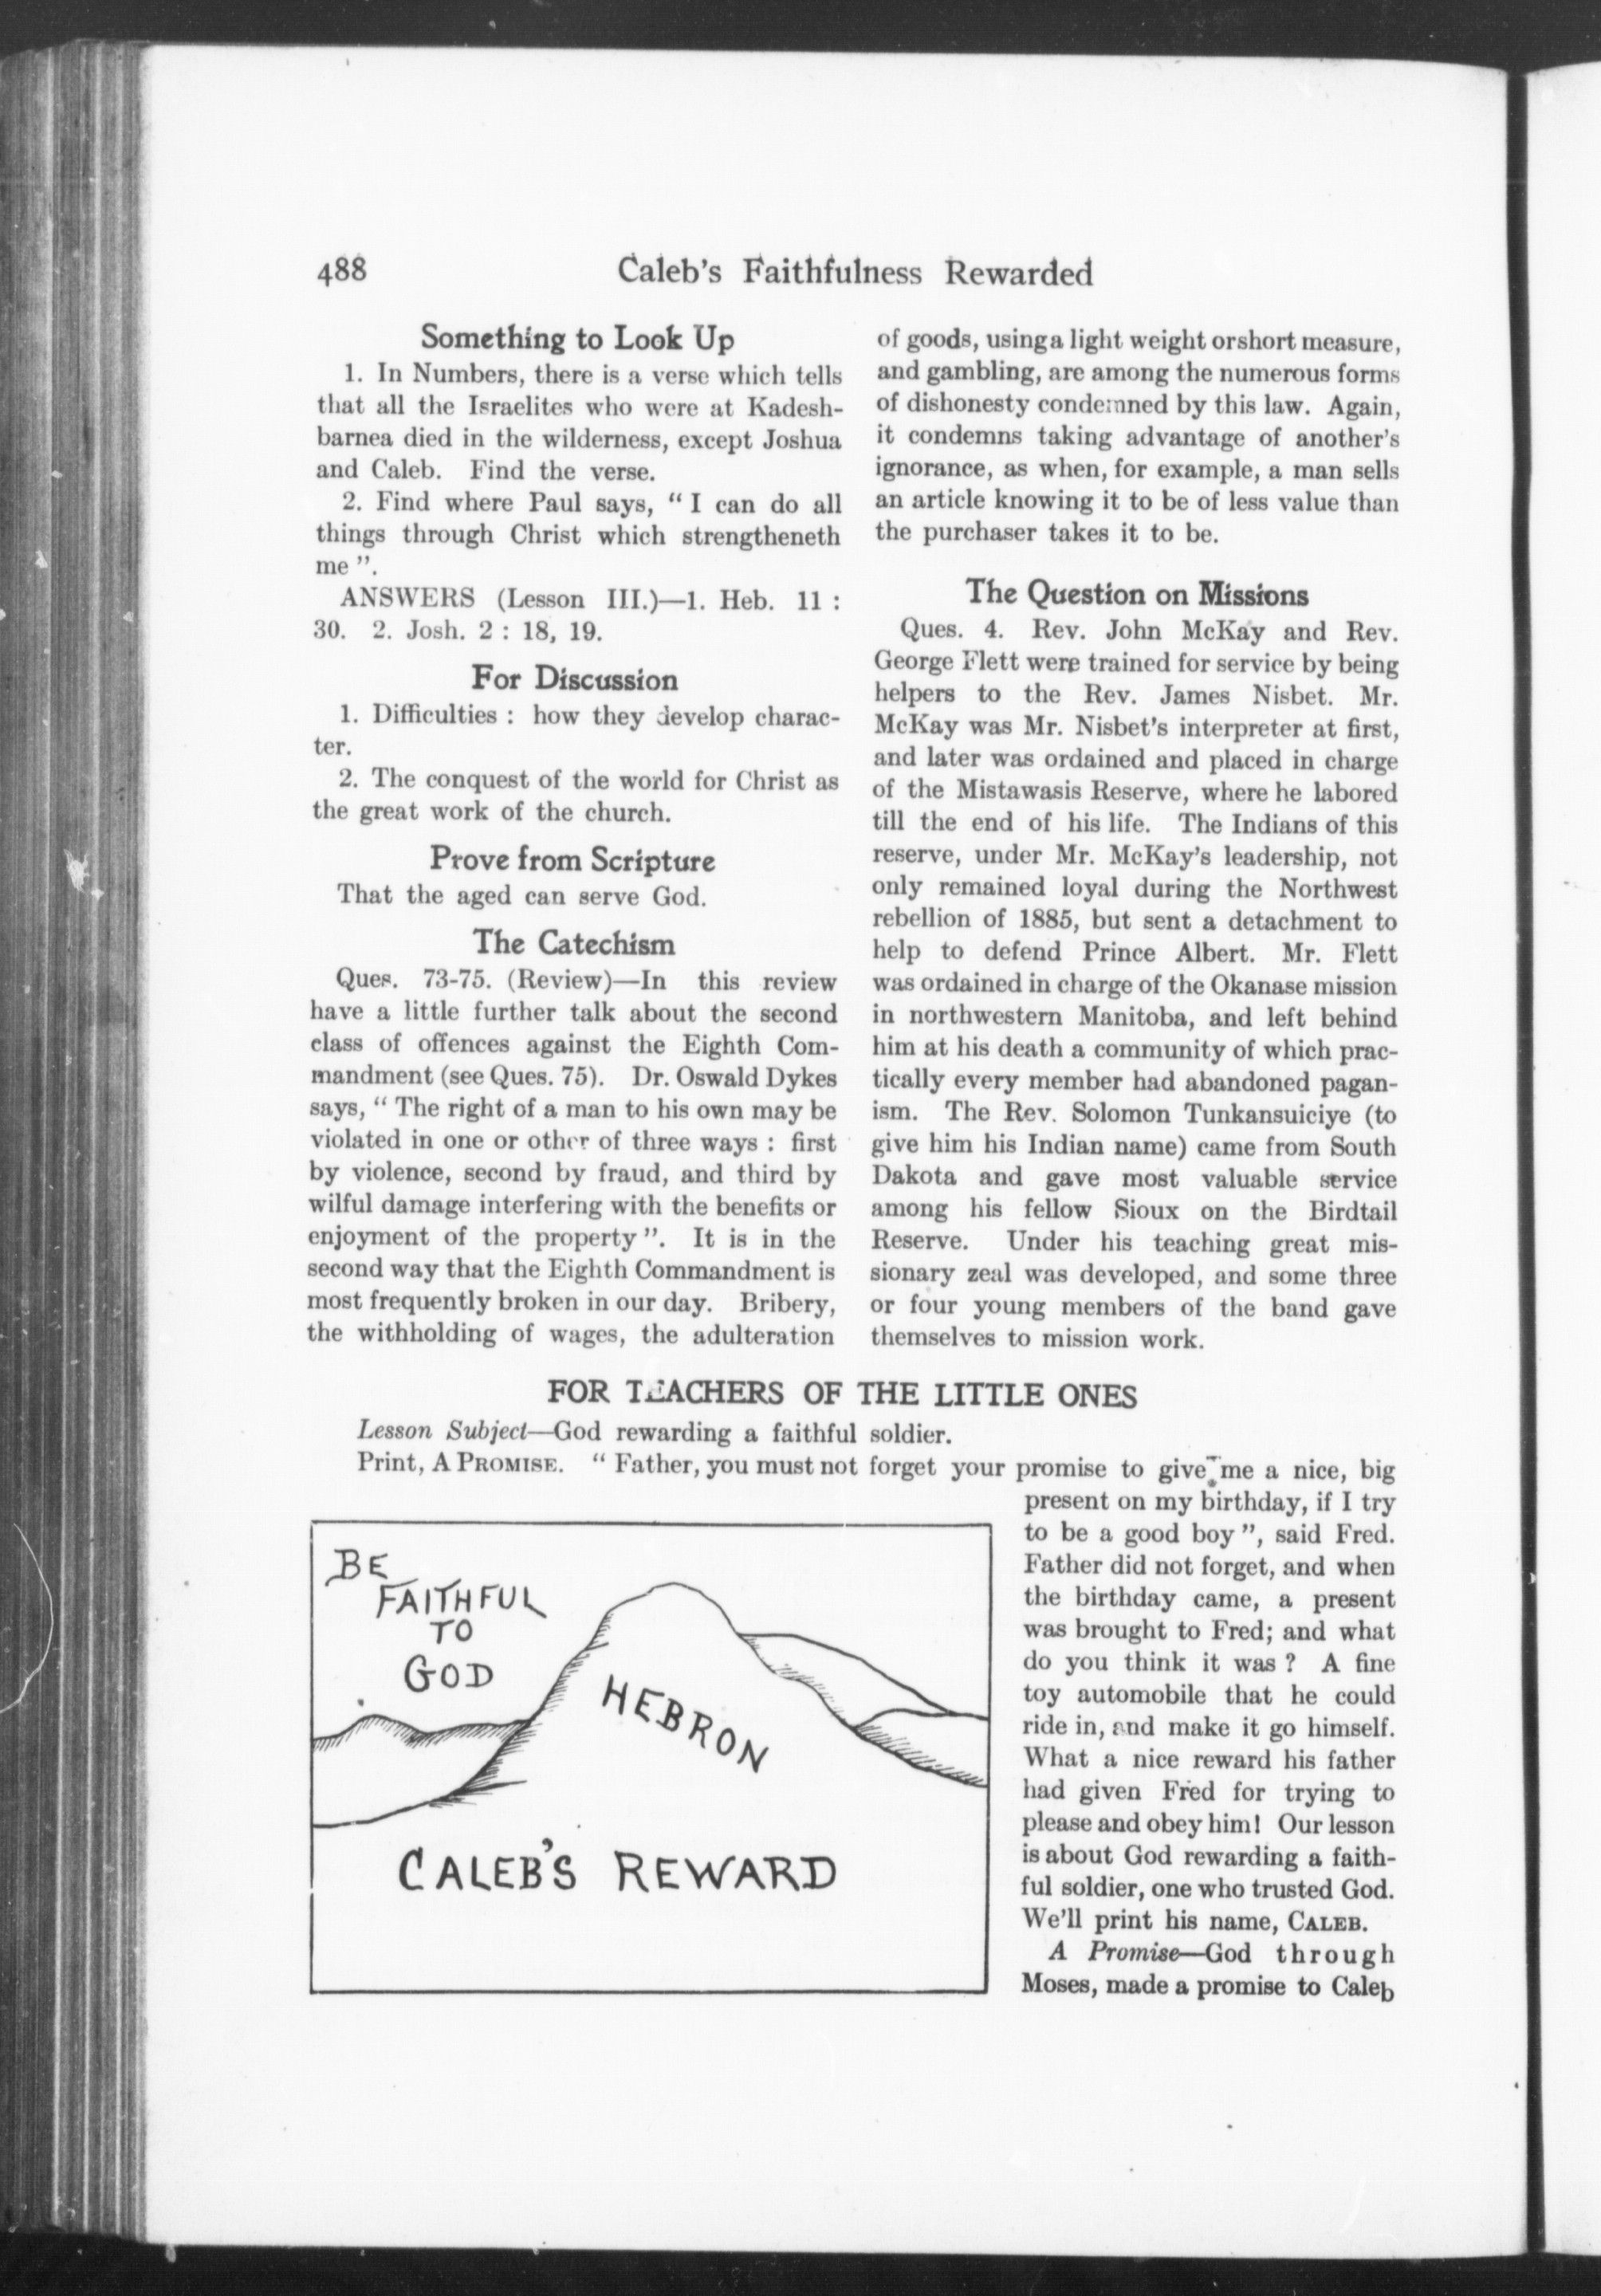 488
Caleb's Faithfulness Rewarded
Something to Look Up
1. In Numbers, there is a verse which tells
that all the Israelites who were at Kadesh-
barnea died in the wilderness, except Joshua
and Caleb. Find the verse.
2. Find where Paul says, " I can do all
things through Christ which strengtheneth
me ".
ANSWERS (Lesson III.)—1. Heb. 11 :
30. 2. Josh. 2 : 18, 19.
For Discussion
1. Difficulties : how they develop charac-
ter.
2. The conquest of the world for Christ as
the great work of the church.
Prove from Scripture
That the aged can serve God.
The Catechism
Ques. 73-75. (Review)—In this review
have a little further talk about the second
class of offences against the Eighth Com-
mandment (see Ques. 75). Dr. Oswald Dykes
says, " The right of a man to his own may be
violated in one or other of three ways : first
by violence, second by fraud, and third by
wilful damage interfering with the benefits or
enjoyment of the property ". It is in the
second way that the Eighth Commandment is
most frequently broken in our day. Bribery,
the withholding of wages, the adulteration
of goods, using a light weight or short measure,
and gambling, are among the numerous forms
of dishonesty condemned by this law. Again,
it condemns taking advantage of another's
ignorance, as when, for example, a man sells
an article knowing it to be of less value than
the purchaser takes it to be.
The Question on Missions
Ques. 4. Rev. John McKay and Rev.
George Flett were trained for service by being
helpers to the Rev. James Nisbet. Mr.
McKay was Mr. Nisbet's interpreter at first,
and later was ordained and placed in charge
of the Mistawasis Reserve, where he labored
till the end of his life. The Indians of this
reserve, under Mr. McKay's leadership, not
only remained loyal during the Northwest
rebellion of 1885, but sent a detachment to
help to defend Prince Albert. Mr. Flett
was ordained in charge of the Okanase mission
in northwestern Manitoba, and left behind
him at his death a community of which prac-
tically every member had abandoned pagan-
ism. The Rev. Solomon Tunkansuiciye (to
give him his Indian name) came from South
Dakota and gave most valuable service
among his fellow Sioux on the Birdtail
Reserve. Under his teaching great mis-
sionary zeal was developed, and some three
or four young members of the band gave
themselves to mission work.
FOR TEACHERS OF THE LITTLE ONES
Lesson Subject—God rewarding a faithful soldier.
Print, A PROMISE. " Father, you must not forget your promise to give me a nice, big
present on my birthday, if I try
to be a good boy ", said Fred.
Father did not forget, and when
the birthday came, a present
was brought to Fred; and what
do you think it was ? A fine
toy automobile that he could
ride in, and make it go himself.
What a nice reward his father
had given Fred for trying to
please and obey him! Our lesson
is about God rewarding a faith-
ful soldier, one who trusted God.
We'll print his name, CALEB.
A Promise—God through
Moses, made a promise to Caleb
BE
FAITHFUL
TO
GOD
HEBRON
CALEB'S REWARD